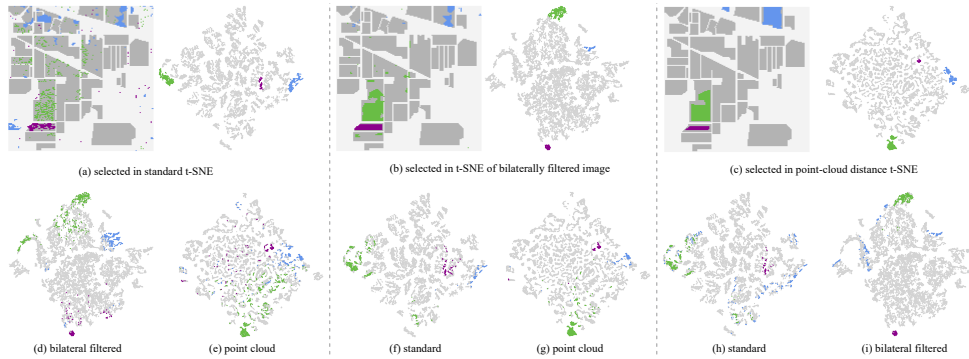 (a) selected in standard t-SNE
(b) selected in t-SNE of bilaterally filtered image
(c) selected in point-cloud distance t-SNE
(d) bilateral filtered
(e) point cloud
(f) standard
(g) point cloud
(h) standard
(i) bilateral filtered